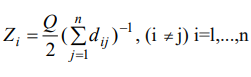 Z_i = \frac{Q}{2} (\sum_{j=1}^{n} d_{ij})^{-1}, (i ≠ j) i=1,...,n